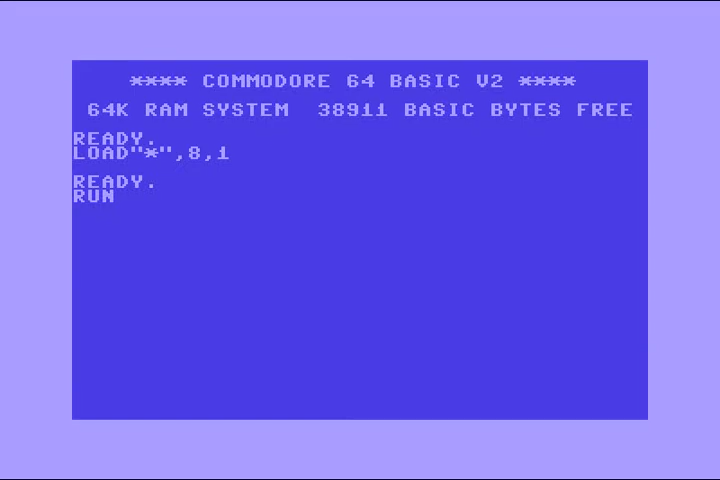 **** COMMODORE 64 BASIC V2 ****
64K RAM SYSTEM  38911 BASIC BYTES FREE
READY.
LOAD"*",8,1
READY.
RUN